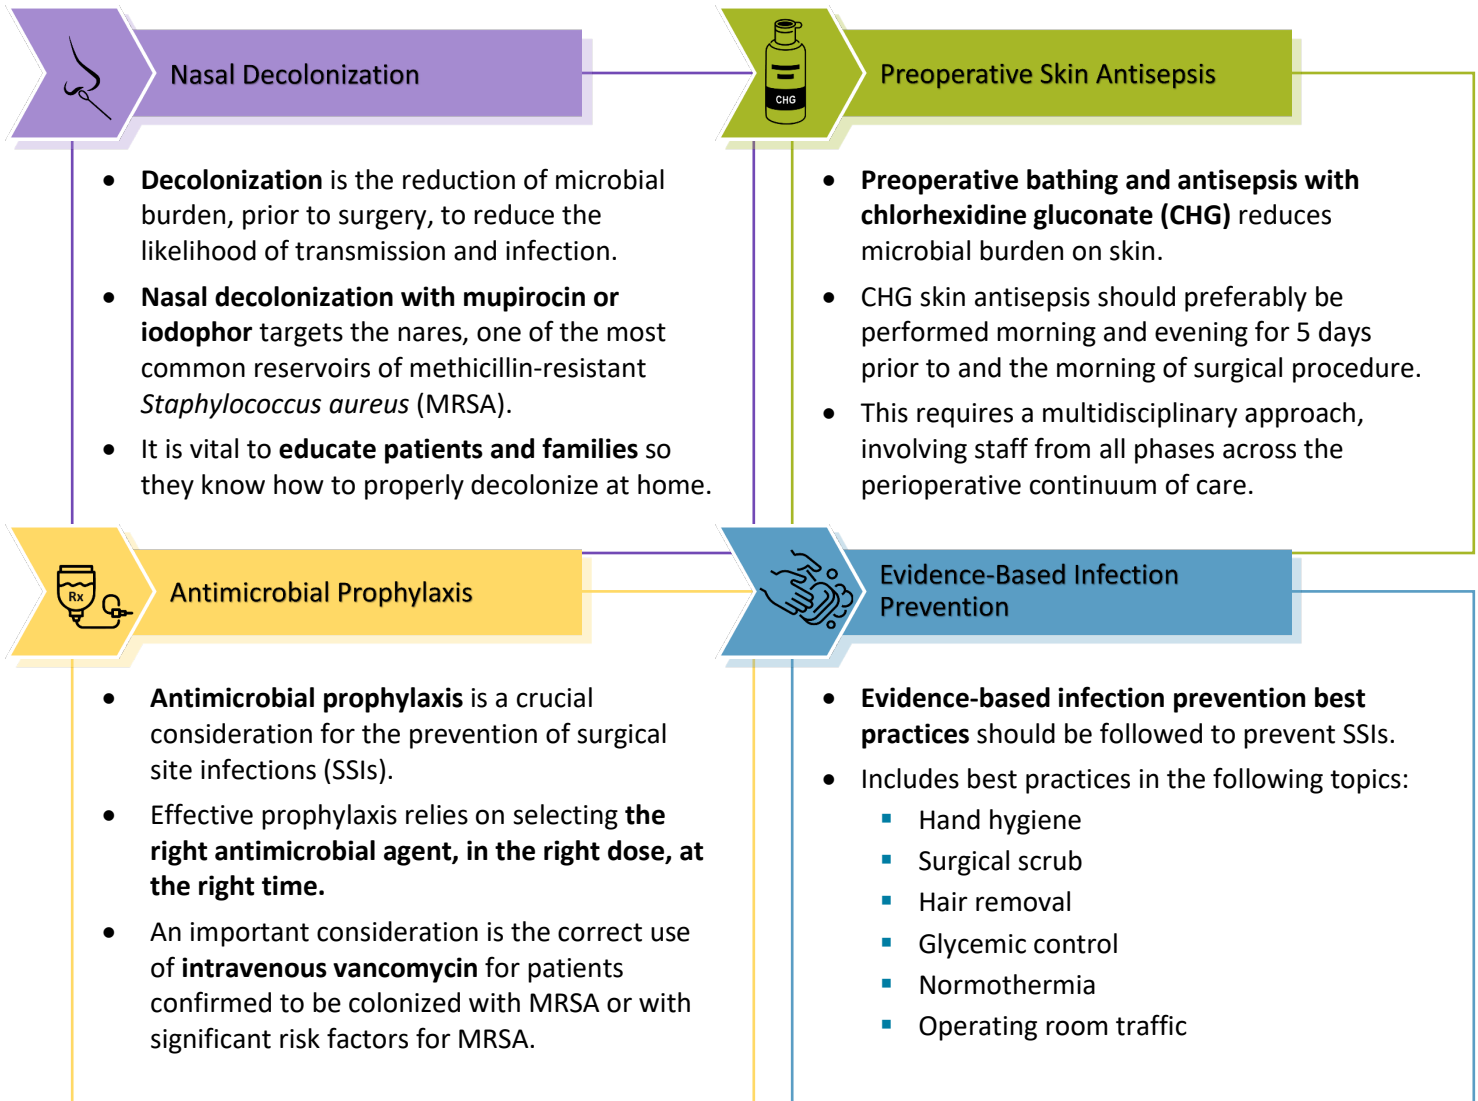 Nasal Decolonization
• Decolonization is the reduction of microbial
burden, prior to surgery, to reduce the
likelihood of transmission and infection.
• Nasal decolonization with mupirocin or
iodophor targets the nares, one of the most
common reservoirs of methicillin-resistant
Staphylococcus aureus (MRSA).
• It is vital to educate patients and families so
they know how to properly decolonize at home.
CHG
Preoperative Skin Antisepsis
• Preoperative bathing and antisepsis with
chlorhexidine gluconate (CHG) reduces
microbial burden on skin.
• CHG skin antisepsis should preferably be
performed morning and evening for 5 days
prior to and the morning of surgical procedure.
• This requires a multidisciplinary approach,
involving staff from all phases across the
perioperative continuum of care.
Rx
Antimicrobial Prophylaxis
• Antimicrobial prophylaxis is a crucial
consideration for the prevention of surgical
site infections (SSIs).
• Effective prophylaxis relies on selecting the
right antimicrobial agent, in the right dose, at
the right time.
• An important consideration is the correct use
of intravenous vancomycin for patients
confirmed to be colonized with MRSA or with
significant risk factors for MRSA.
Evidence-Based Infection
Prevention
• Evidence-based infection prevention best
practices should be followed to prevent SSIs.
• Includes best practices in the following topics:
▪ Hand hygiene
▪ Surgical scrub
▪ Hair removal
▪ Glycemic control
▪ Normothermia
▪ Operating room traffic